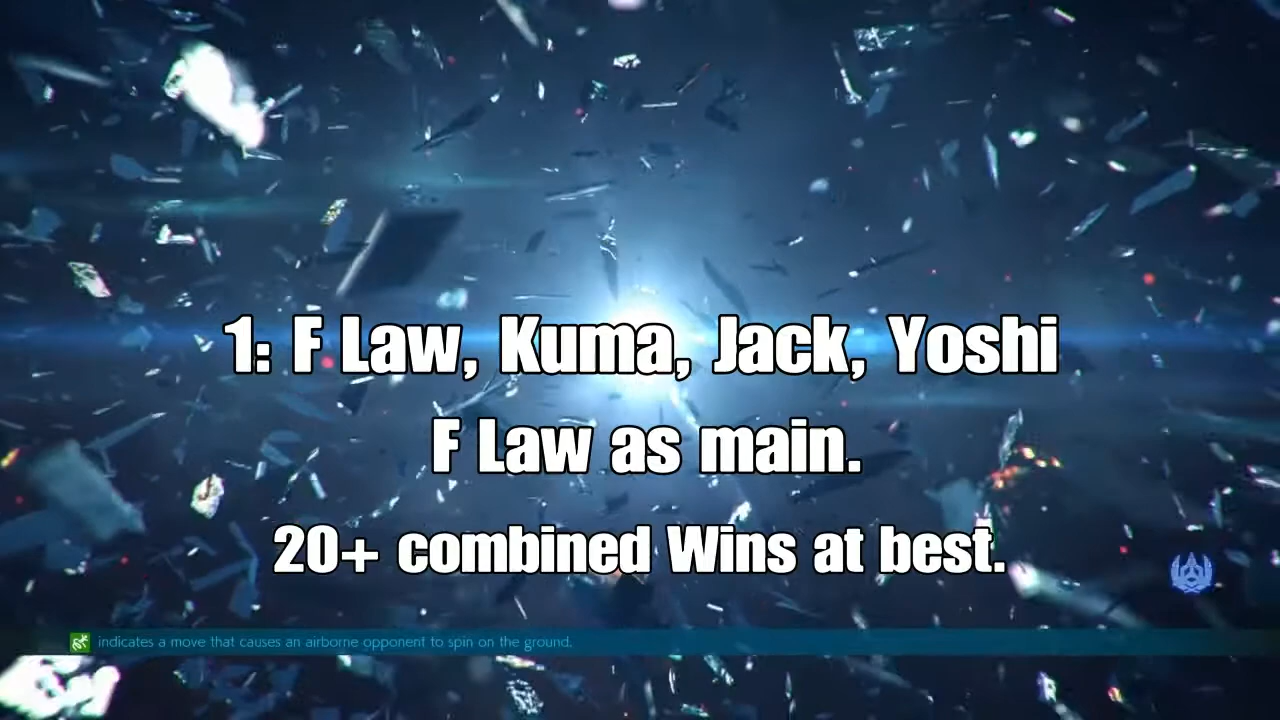 1: F Law, Kuma, Jack, Yoshi
F Law as main.
20+ combined Wins at best.
indicates a move that causes an airborne opponent to spin on the ground.